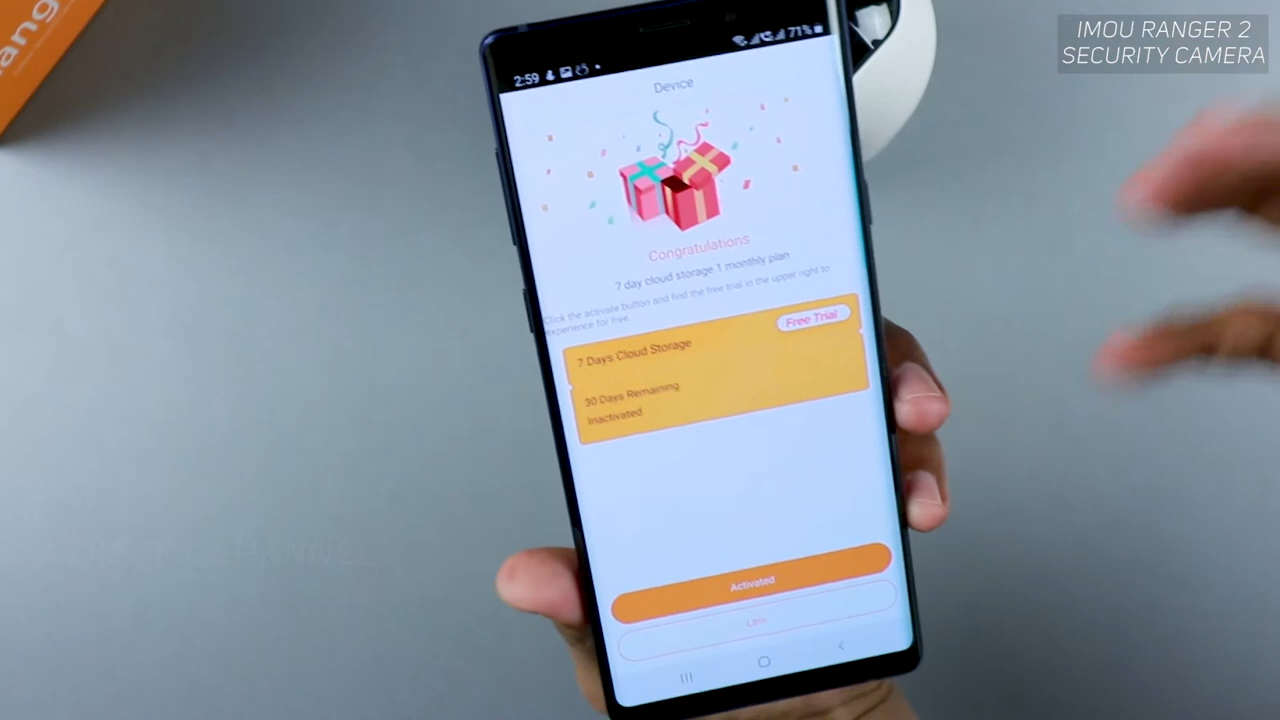 ang
IMOU RANGER 2
SECURITY CAMERA
2:59
71%
Device
Congratulations
7 day cloud storage 1 monthly plan
Click the activate button and find the free trial in the upper right to
experience for free.
Free Trial
7 Days Cloud Storage
30 Days Remaining
Inactivated
Activated